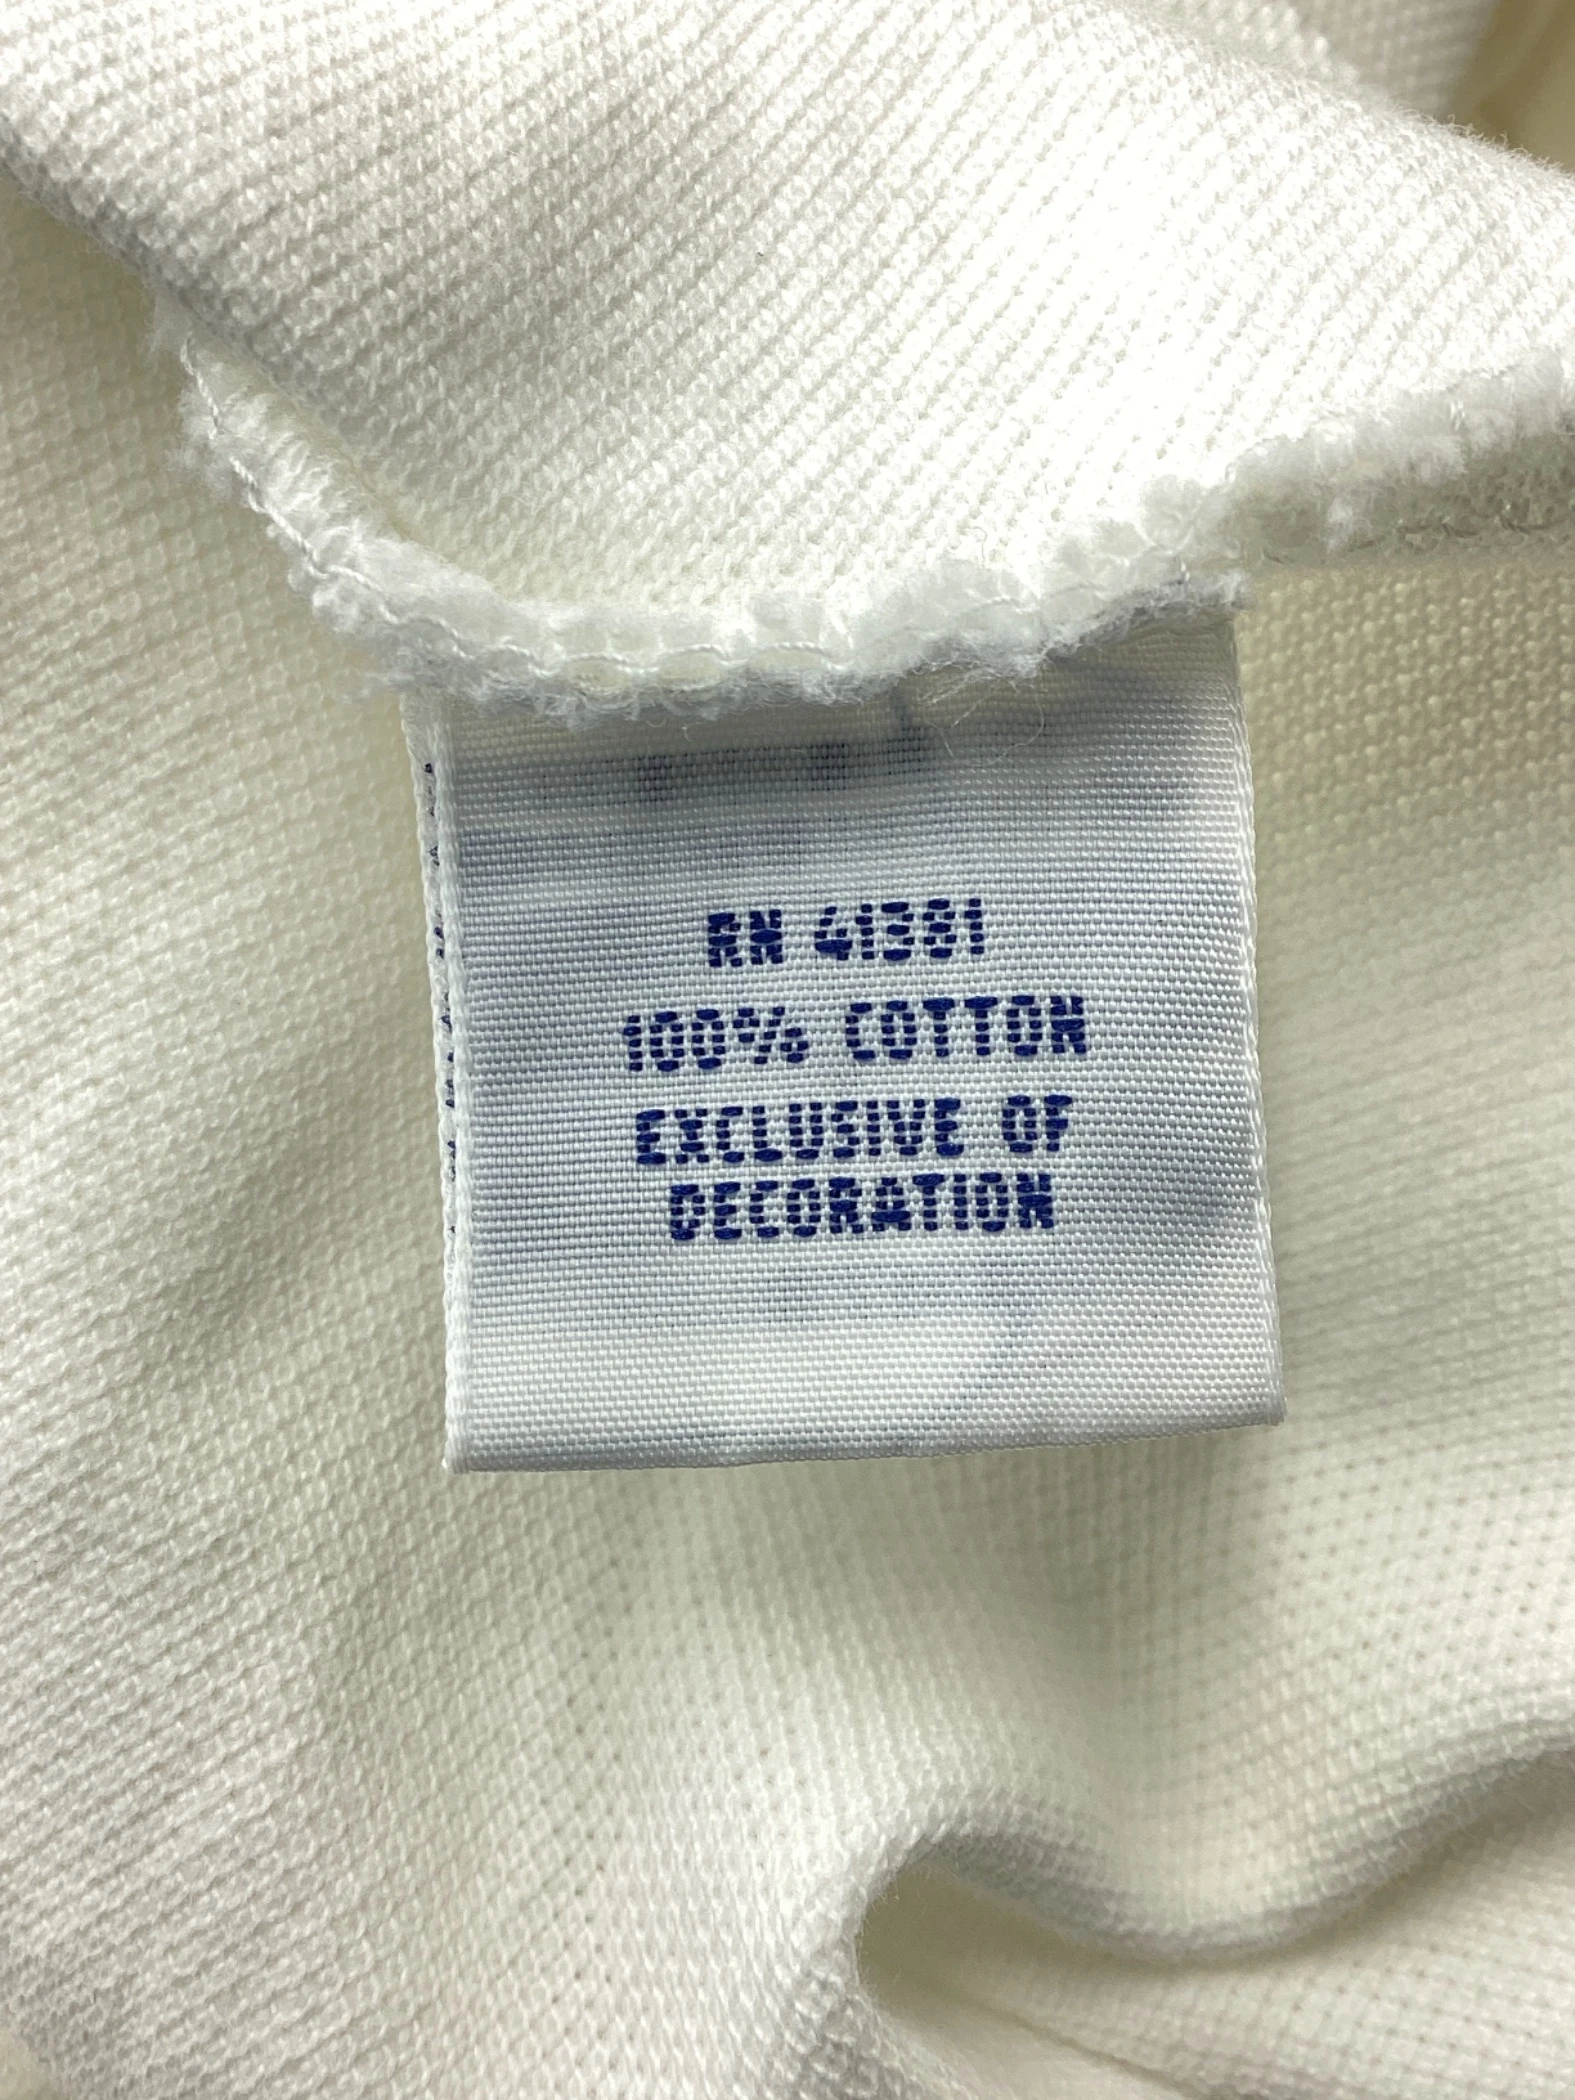 RN 41381
100% COTTON
EXCLUSIVE OF
DECORATION